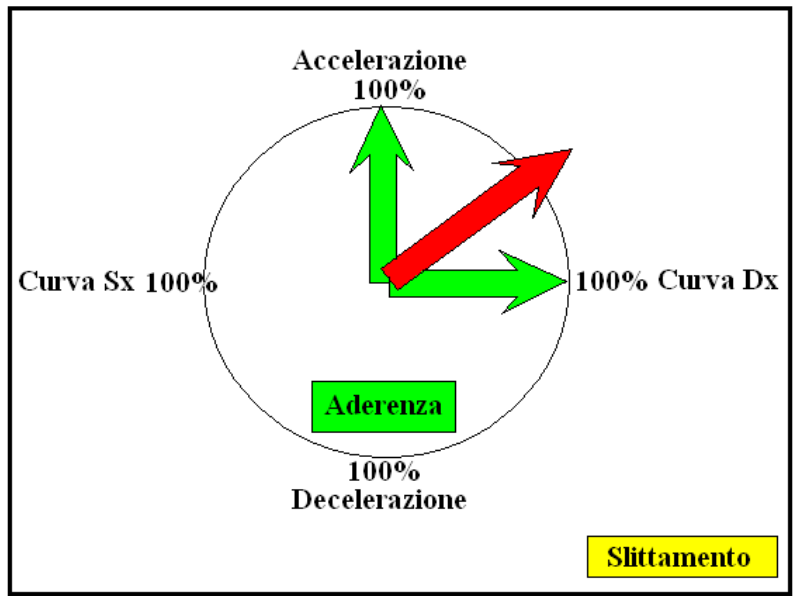 Accelerazione
100%
Curva Sx 100%
100% Curva Dx
Aderenza
100%
Decelerazione
Slittamento